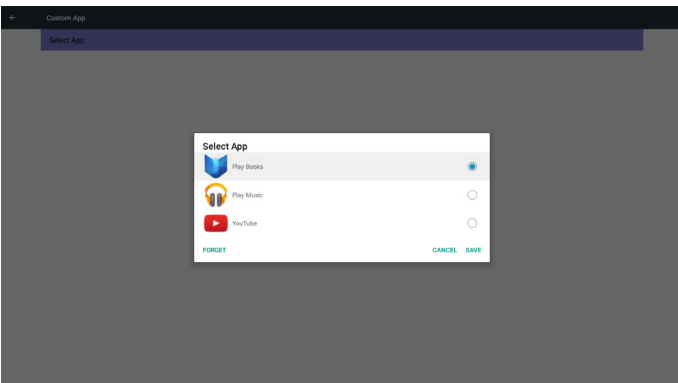 Custom App
Select App
Select App
Play Books
Play Music
YouTube
FORGET CANCEL SAVE